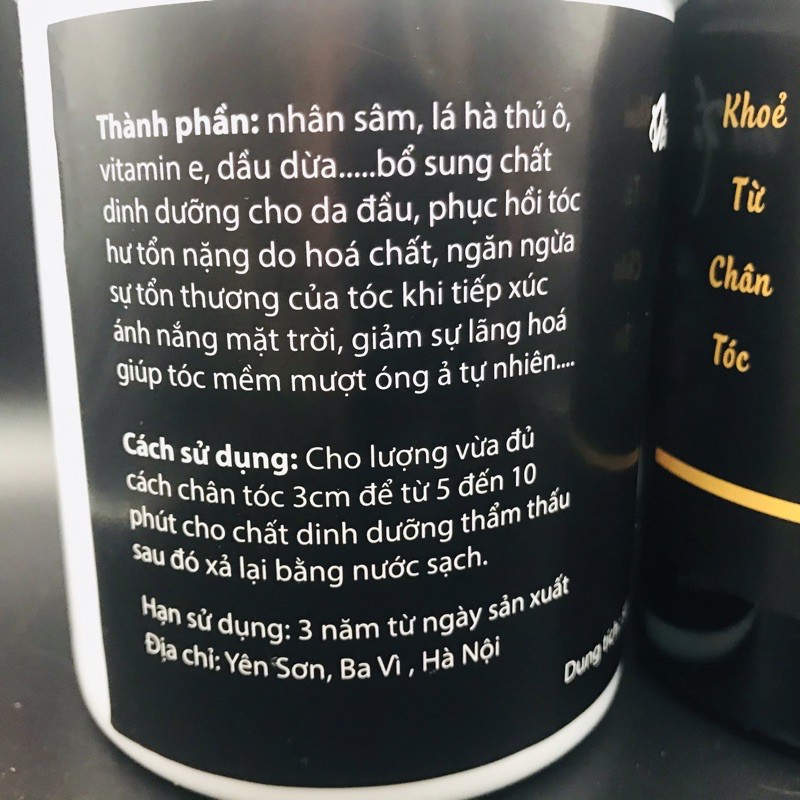 Thành phần: nhân sâm, lá hà thủ ô,
vitamin e, dầu dừa.....bổ sung chất
dinh dưỡng cho da đầu, phục hồi tóc
hư tổn nặng do hoá chất, ngăn ngừa
sự tổn thương của tóc khi tiếp xúc
ánh nắng mặt trời, giảm sự lãng hoá
giúp tóc mềm mượt óng ả tự nhiên....
Cách sử dụng: Cho lượng vừa đủ
cách chân tóc 3cm để từ 5 đến 10
phút cho chất dinh dưỡng thẩm thấu
sau đó xả lại bằng nước sạch.
Hạn sử dụng: 3 năm từ ngày sản xuất
Địa chỉ: Yên Sơn, Ba Vì , Hà Nội
Dung tích:
Khoẻ
Từ
Chân
Tóc